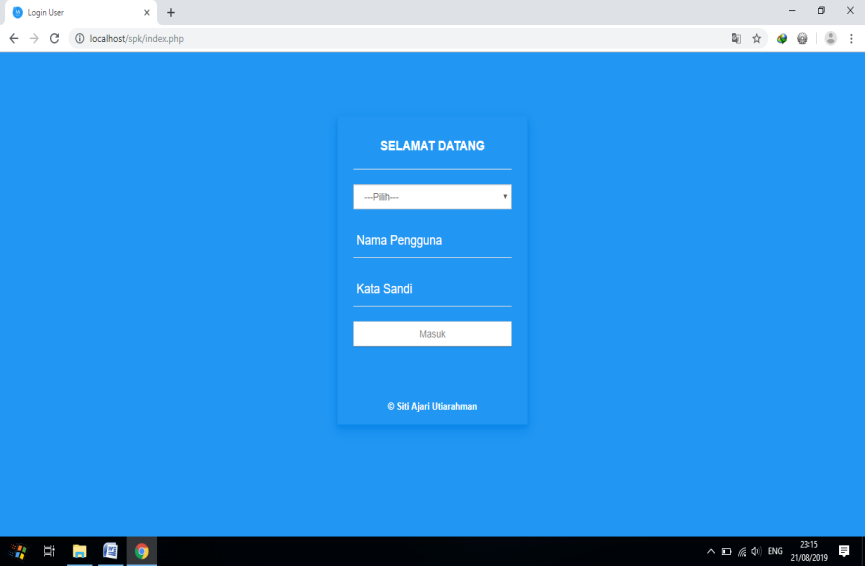 Login User
localhost/spk/index.php
SELAMAT DATANG
---Pilih---
Nama Pengguna
Kata Sandi
Masuk
© Siti Ajari Utiarahman
ENG
23:15
21/08/2019